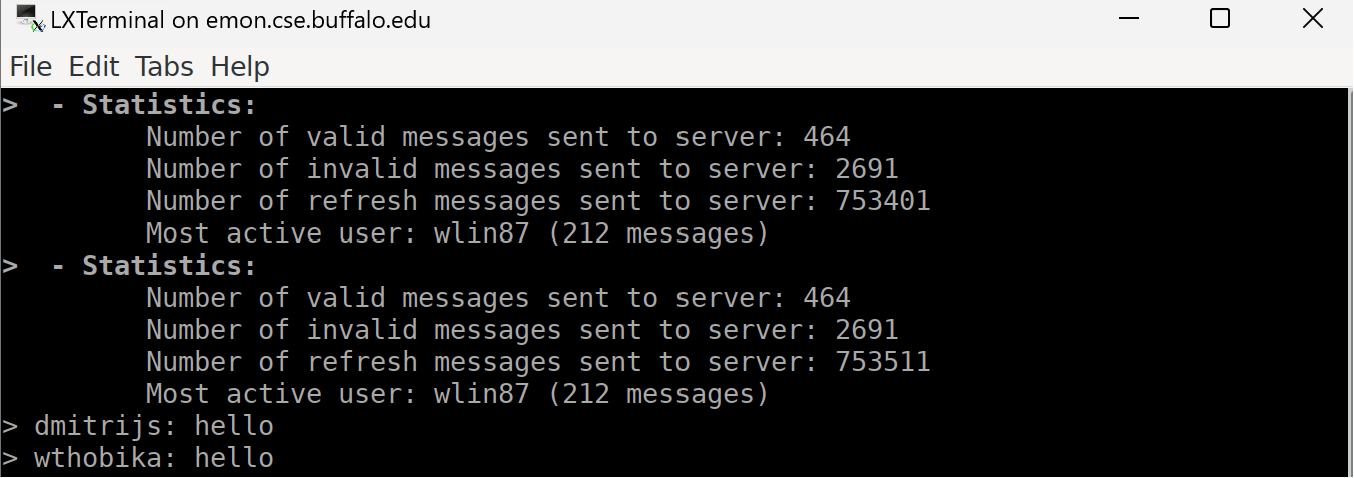 LXTerminal on emon.cse.buffalo.edu
File Edit Tabs Help
>  - Statistics:
         Number of valid messages sent to server: 464
         Number of invalid messages sent to server: 2691
         Number of refresh messages sent to server: 753401
         Most active user: wlin87 (212 messages)
>  - Statistics:
         Number of valid messages sent to server: 464
         Number of invalid messages sent to server: 2691
         Number of refresh messages sent to server: 753511
         Most active user: wlin87 (212 messages)
> dmitrijs: hello
> wthobika: hello